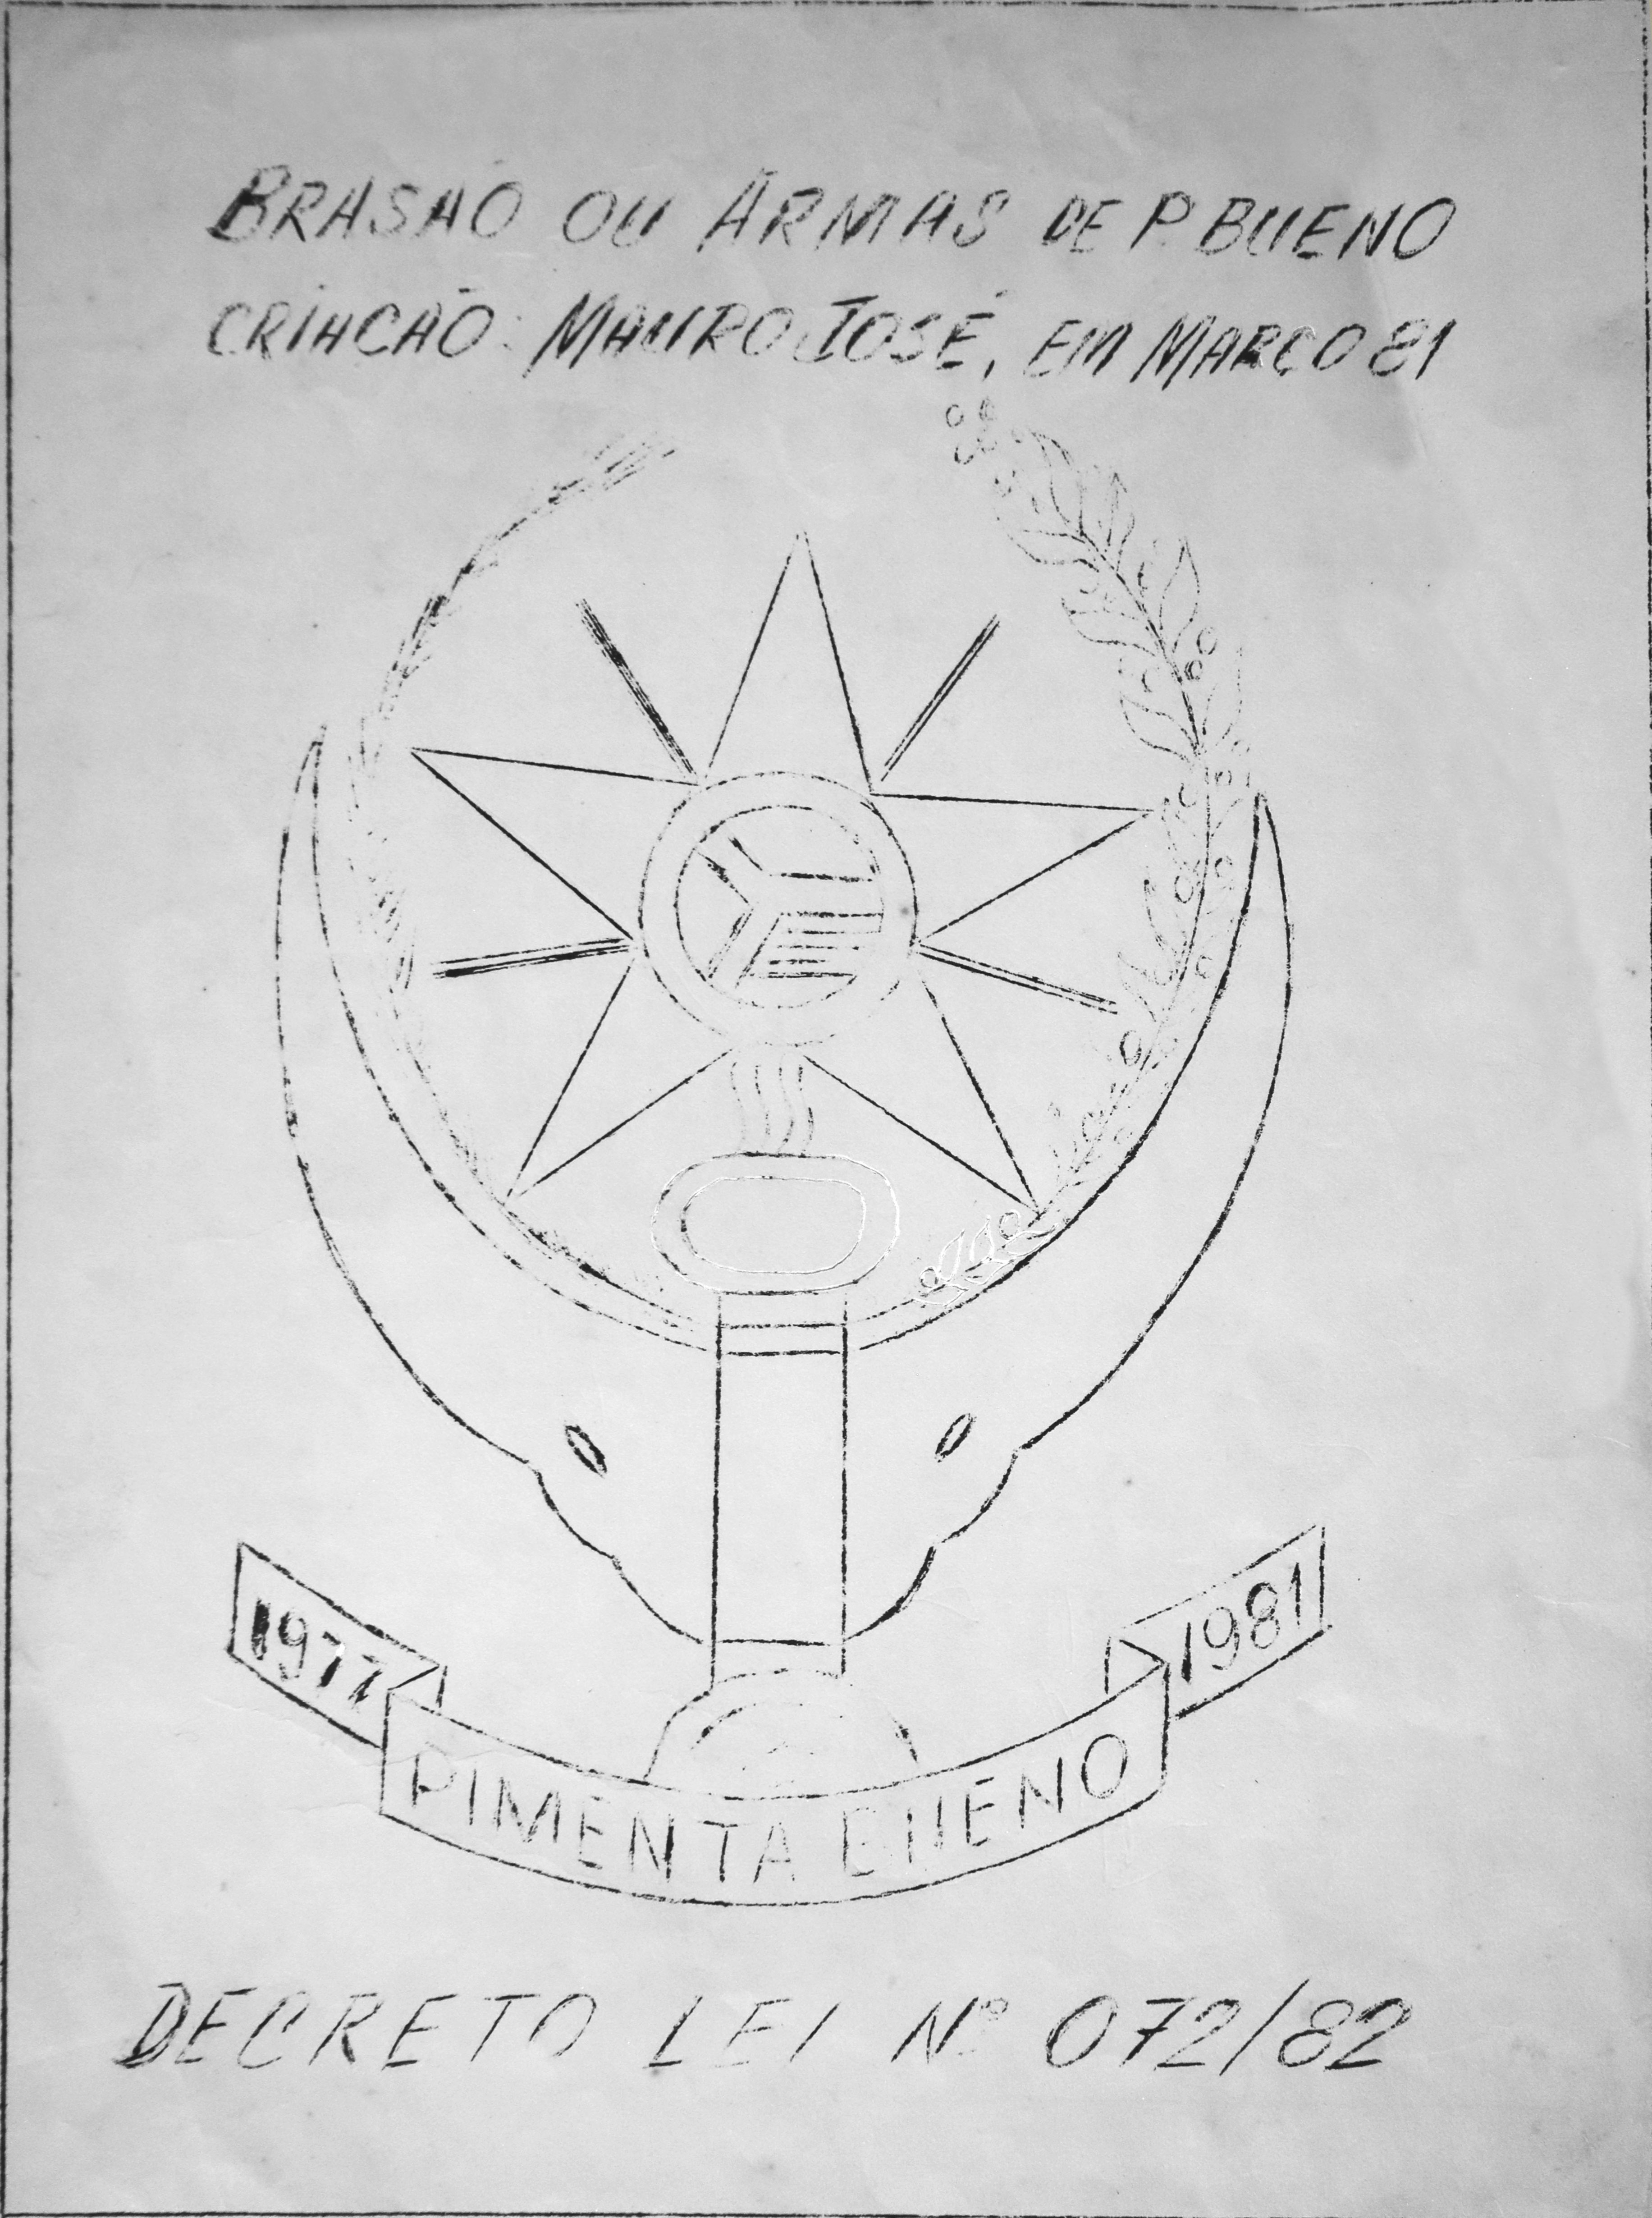 BRASÃO OU ARMAS DE P. BUENO
CRIAÇÃO: MAURO JOSÉ, EM MARÇO 81
1977
1981
PIMENTA BUENO
DECRETO LEI Nº 072/82